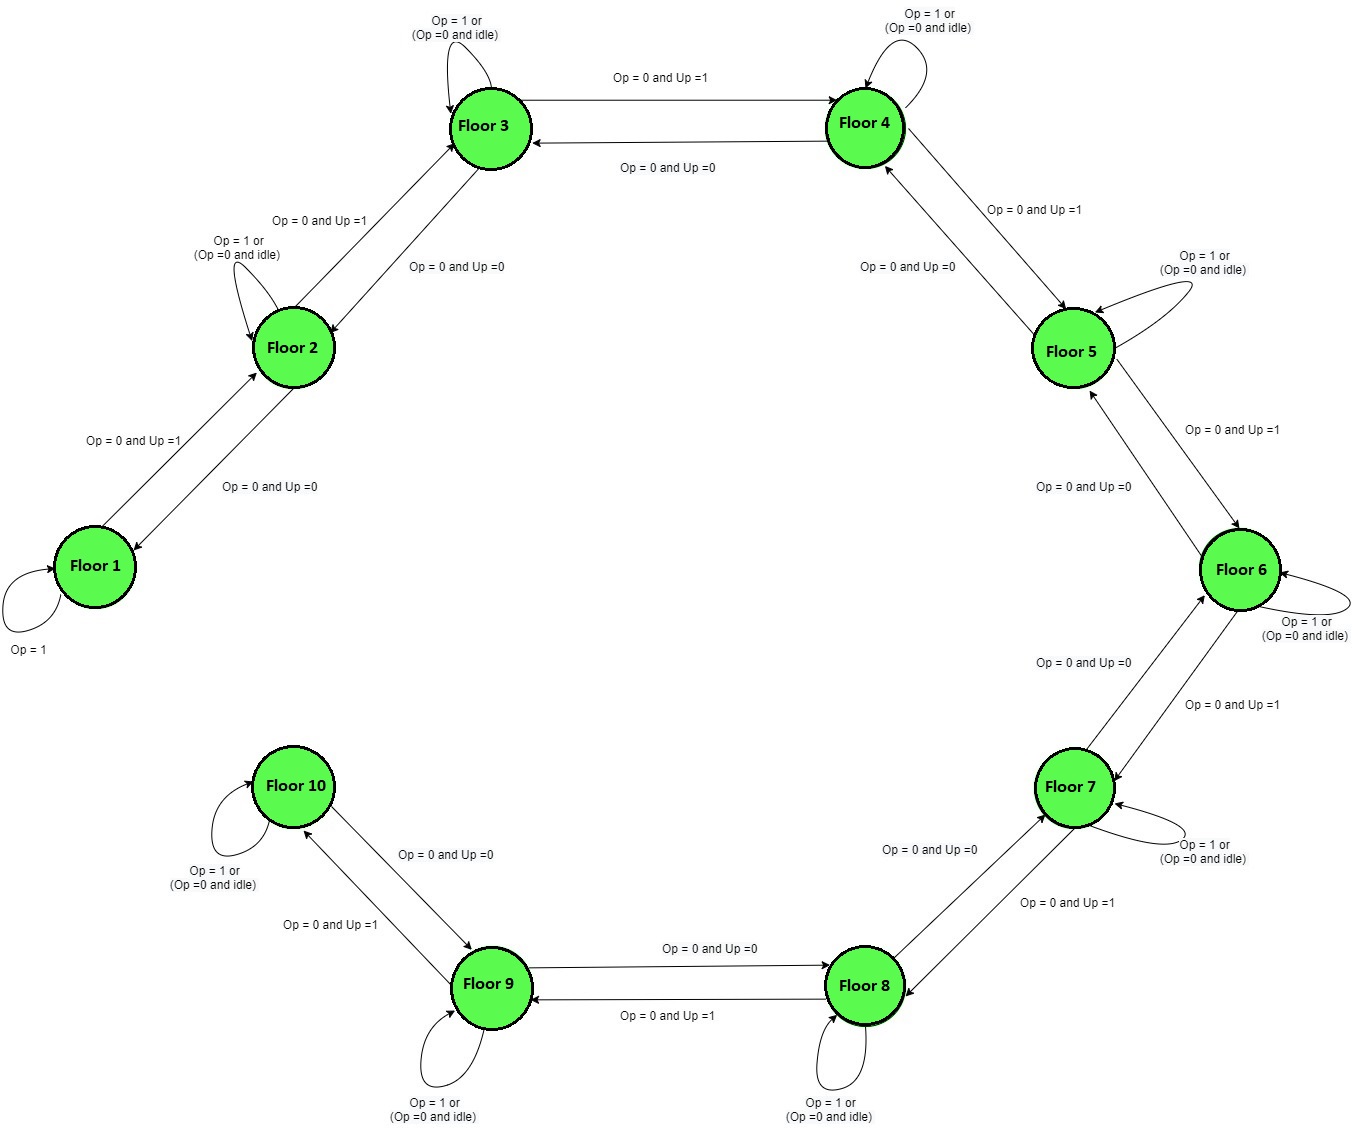 Op = 1 or
(Op =0 and idle)
Op = 1 or
(Op =0 and idle)
Op = 0 and Up =1
Floor 3
Floor 4
Op = 0 and Up =0
Op = 0 and Up =1
Op = 0 and Up =1
Op = 1 or
(Op =0 and idle)
Op = 0 and Up =0
Op = 0 and Up =0
Op = 1 or
(Op =0 and idle)
Floor 2
Floor 5
Op = 0 and Up =1
Op = 0 and Up =1
Op = 0 and Up =0
Op = 0 and Up =0
Floor 1
Floor 6
Op = 1 or
(Op =0 and idle)
Op = 1
Op = 0 and Up =0
Op = 0 and Up =1
Floor 10
Floor 7
Op = 0 and Up =0
Op = 0 and Up =0
Op = 1 or
(Op =0 and idle)
Op = 1 or
(Op =0 and idle)
Op = 0 and Up =1
Op = 0 and Up =1
Op = 0 and Up =0
Floor 9
Floor 8
Op = 0 and Up =1
Op = 1 or
(Op =0 and idle)
Op = 1 or
(Op =0 and idle)